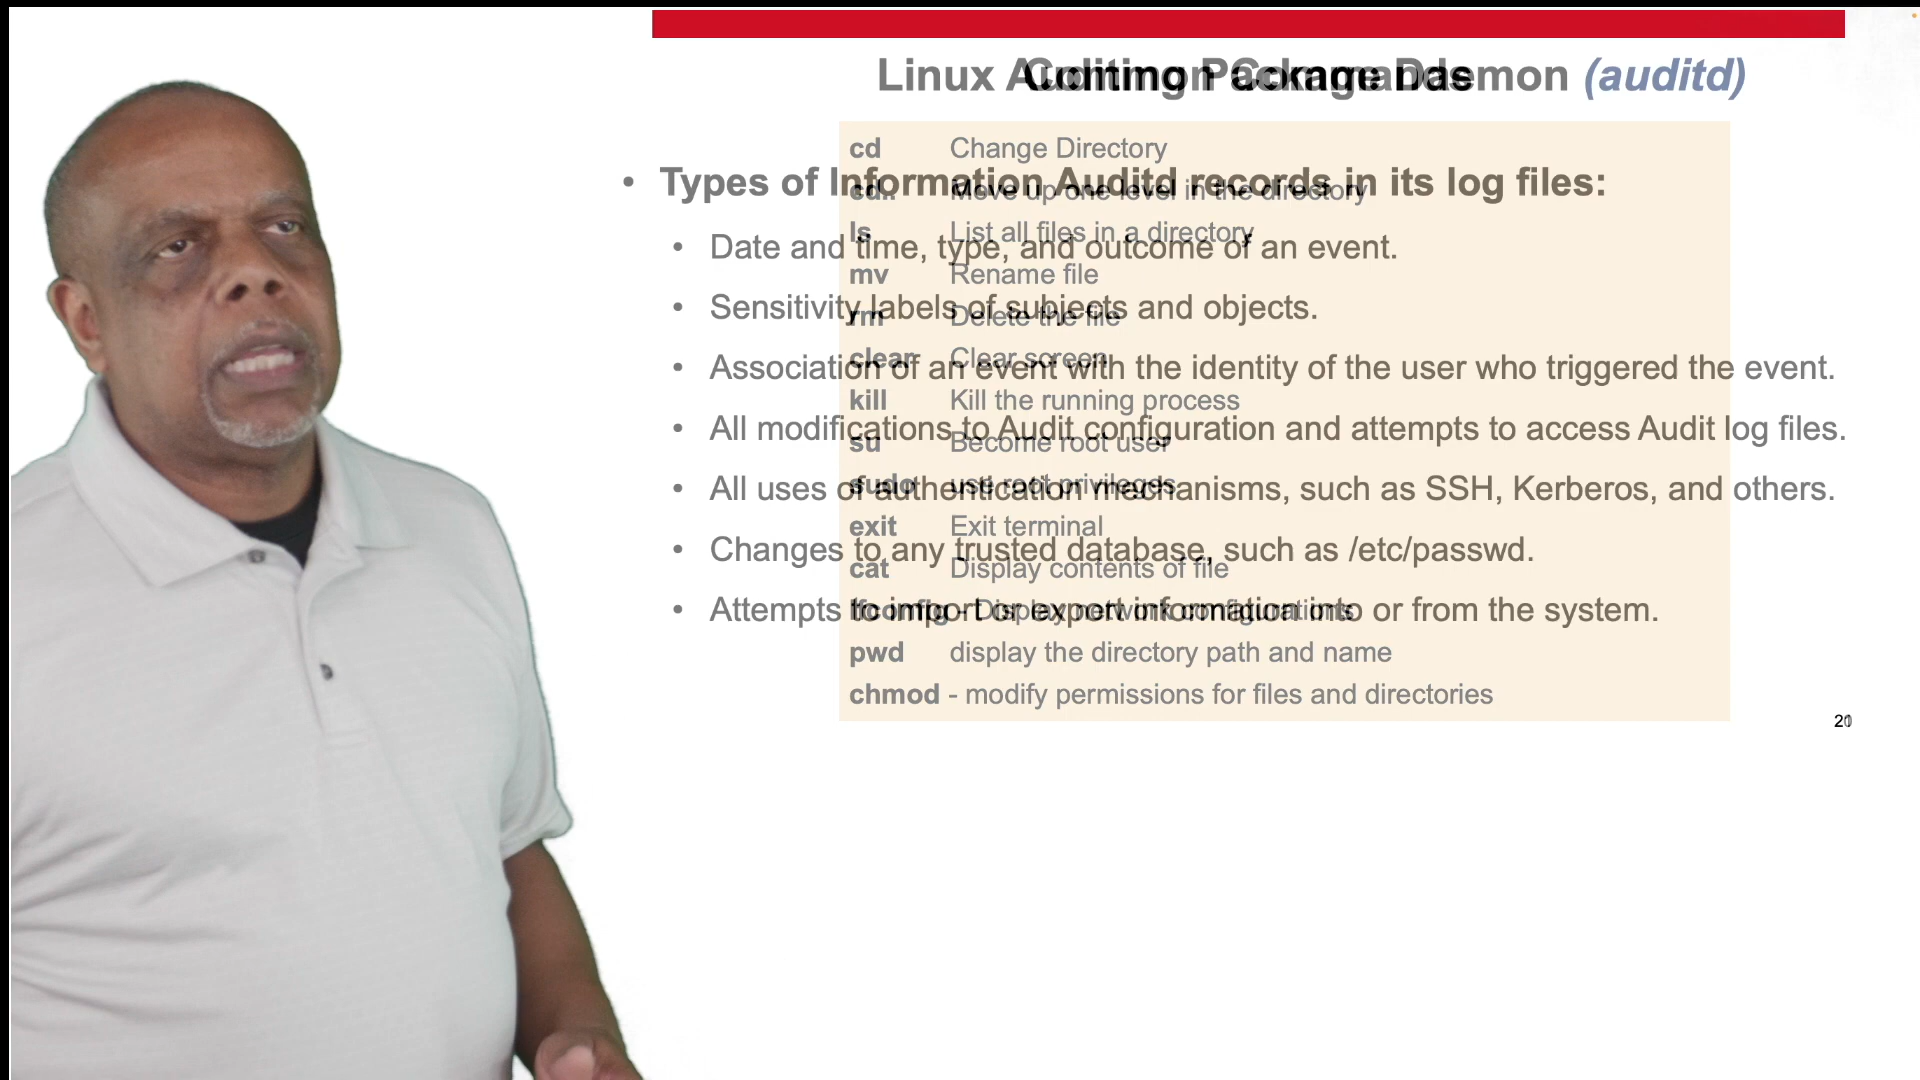 Linux Auditing Package Daemon (auditd)
• Types of Information Auditd records in its log files:
• Date and time, type, and outcome of an event.
• Sensitivity labels of subjects and objects.
• Association of an event with the identity of the user who triggered the event.
• All modifications to Audit configuration and attempts to access Audit log files.
• All uses of authentication mechanisms, such as SSH, Kerberos, and others.
• Changes to any trusted database, such as /etc/passwd.
• Attempts to import or export information into or from the system.
Common Commands
cd Change Directory
cd.. Move up one level in the directory
ls List all files in a directory
mv Rename file
rm Delete the file
clear Clear screen
kill Kill the running process
su Become root user
sudo use root privileges
exit Exit terminal
cat Display contents of file
Ifconfig - Display network configurations
pwd display the directory path and name
chmod - modify permissions for files and directories